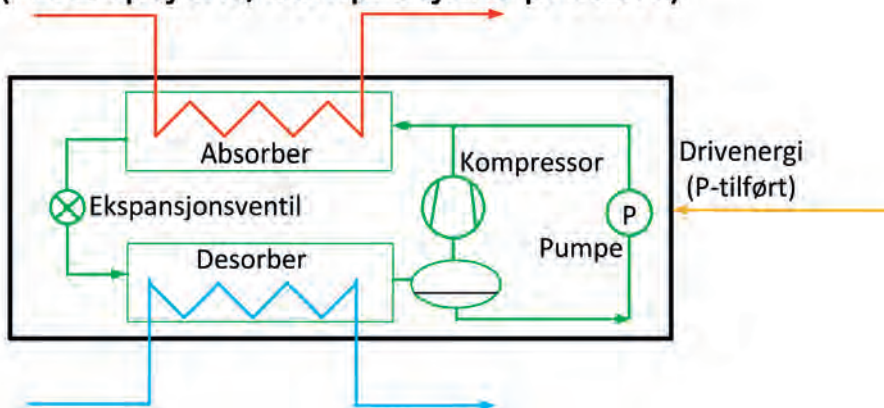 Absorber
Kompressor
Drivenergi
(P-tilført)
Ekspansjonsventil
P
Pumpe
Desorber